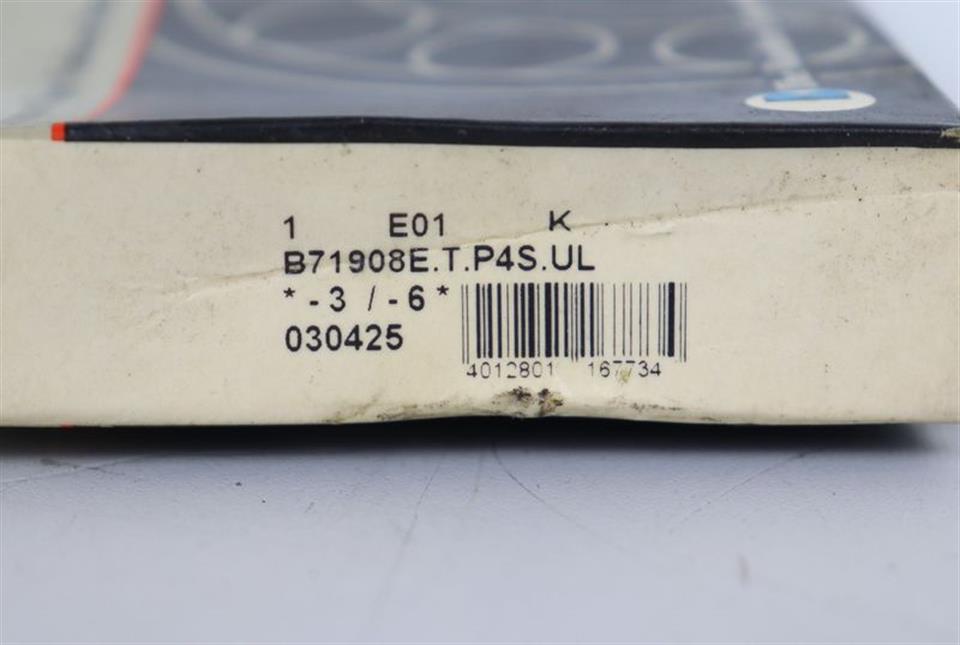 1 E01 K
B71908E.T.P4S.UL
* - 3 / - 6 *
030425
4012801 167734